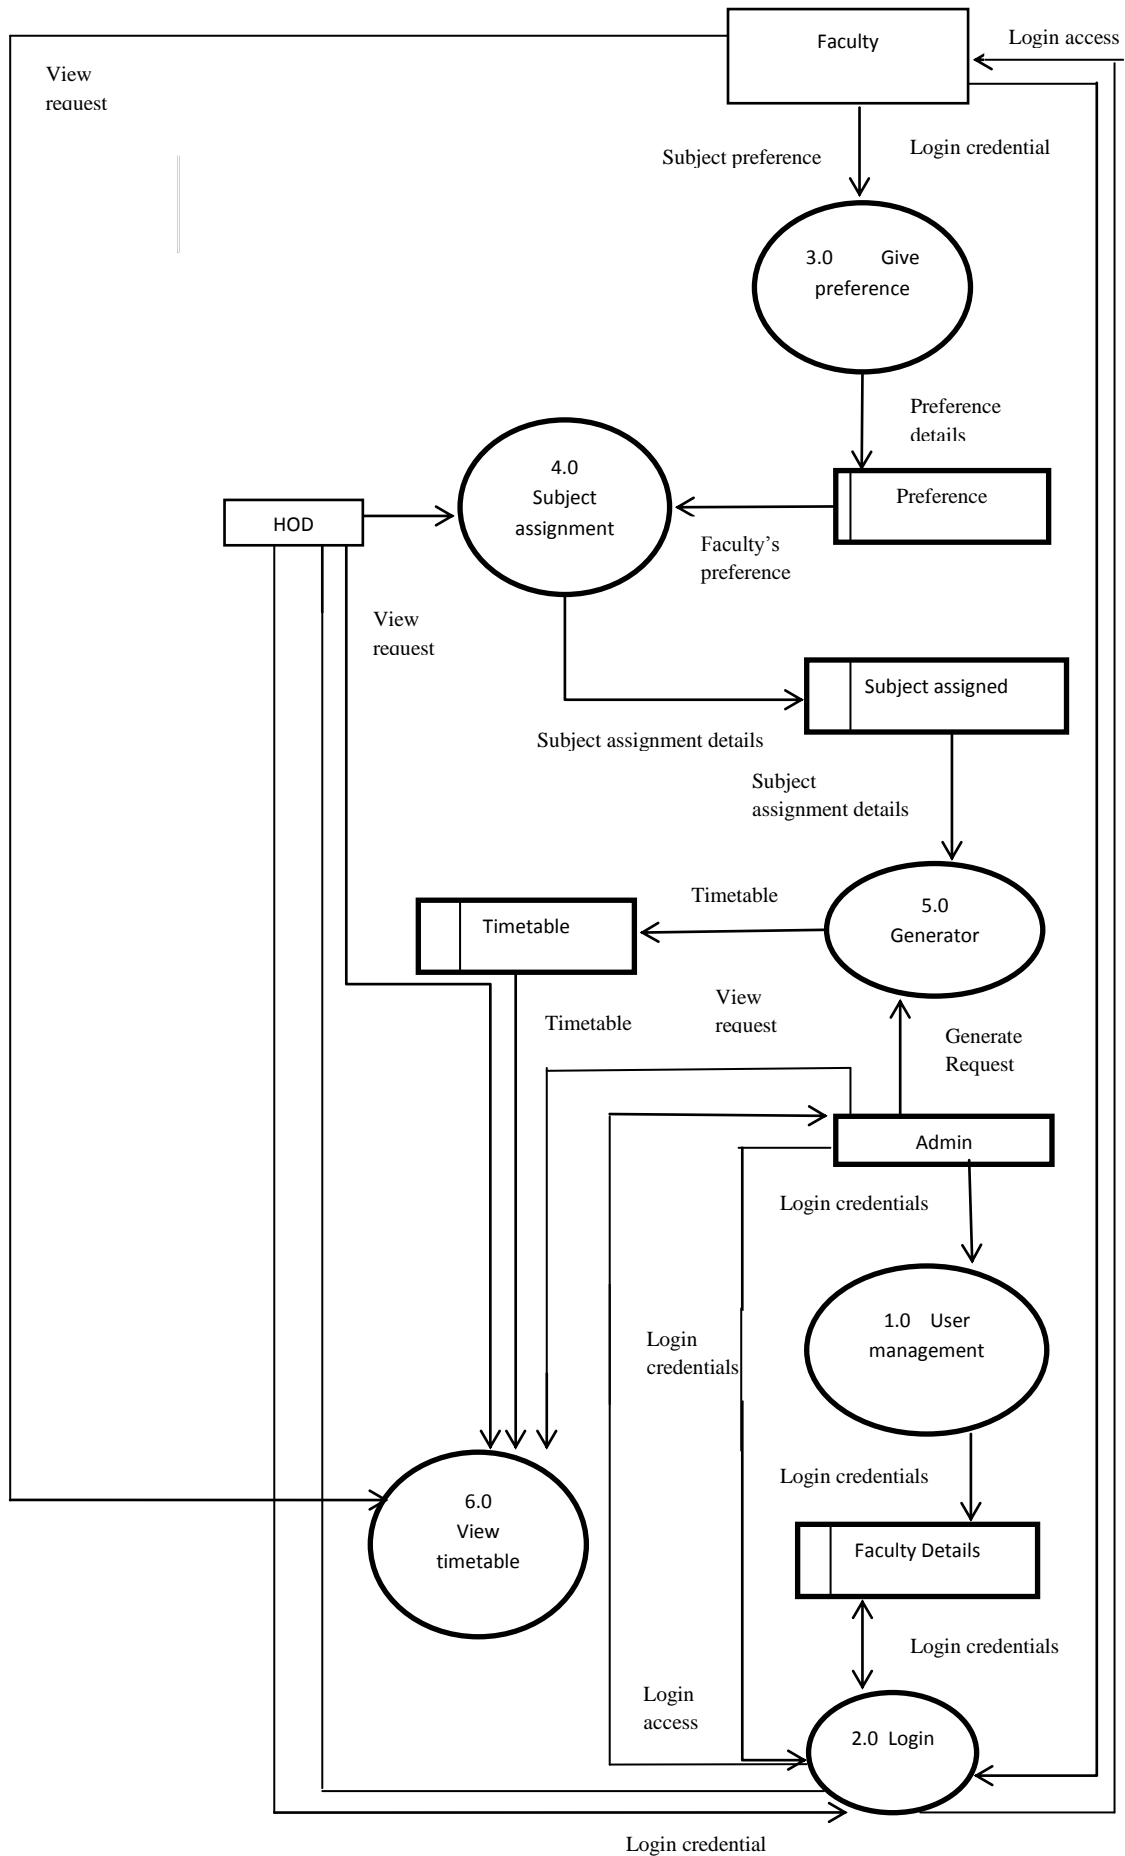 Faculty
Login access
View
request
Login credential
Subject preference
3.0 Give
preference
Preference
details
4.0
Subject
assignment
Preference
HOD
Faculty's
preference
View
request
Subject assigned
Subject assignment details
Subject
assignment details
Timetable
5.0
Generator
Timetable
View
request
Timetable
Generate
Request
Admin
Login credentials
1.0 User
management
Login
credentials
Login credentials
6.0
View
timetable
Faculty Details
Login credentials
Login
access
2.0 Login
Login credential